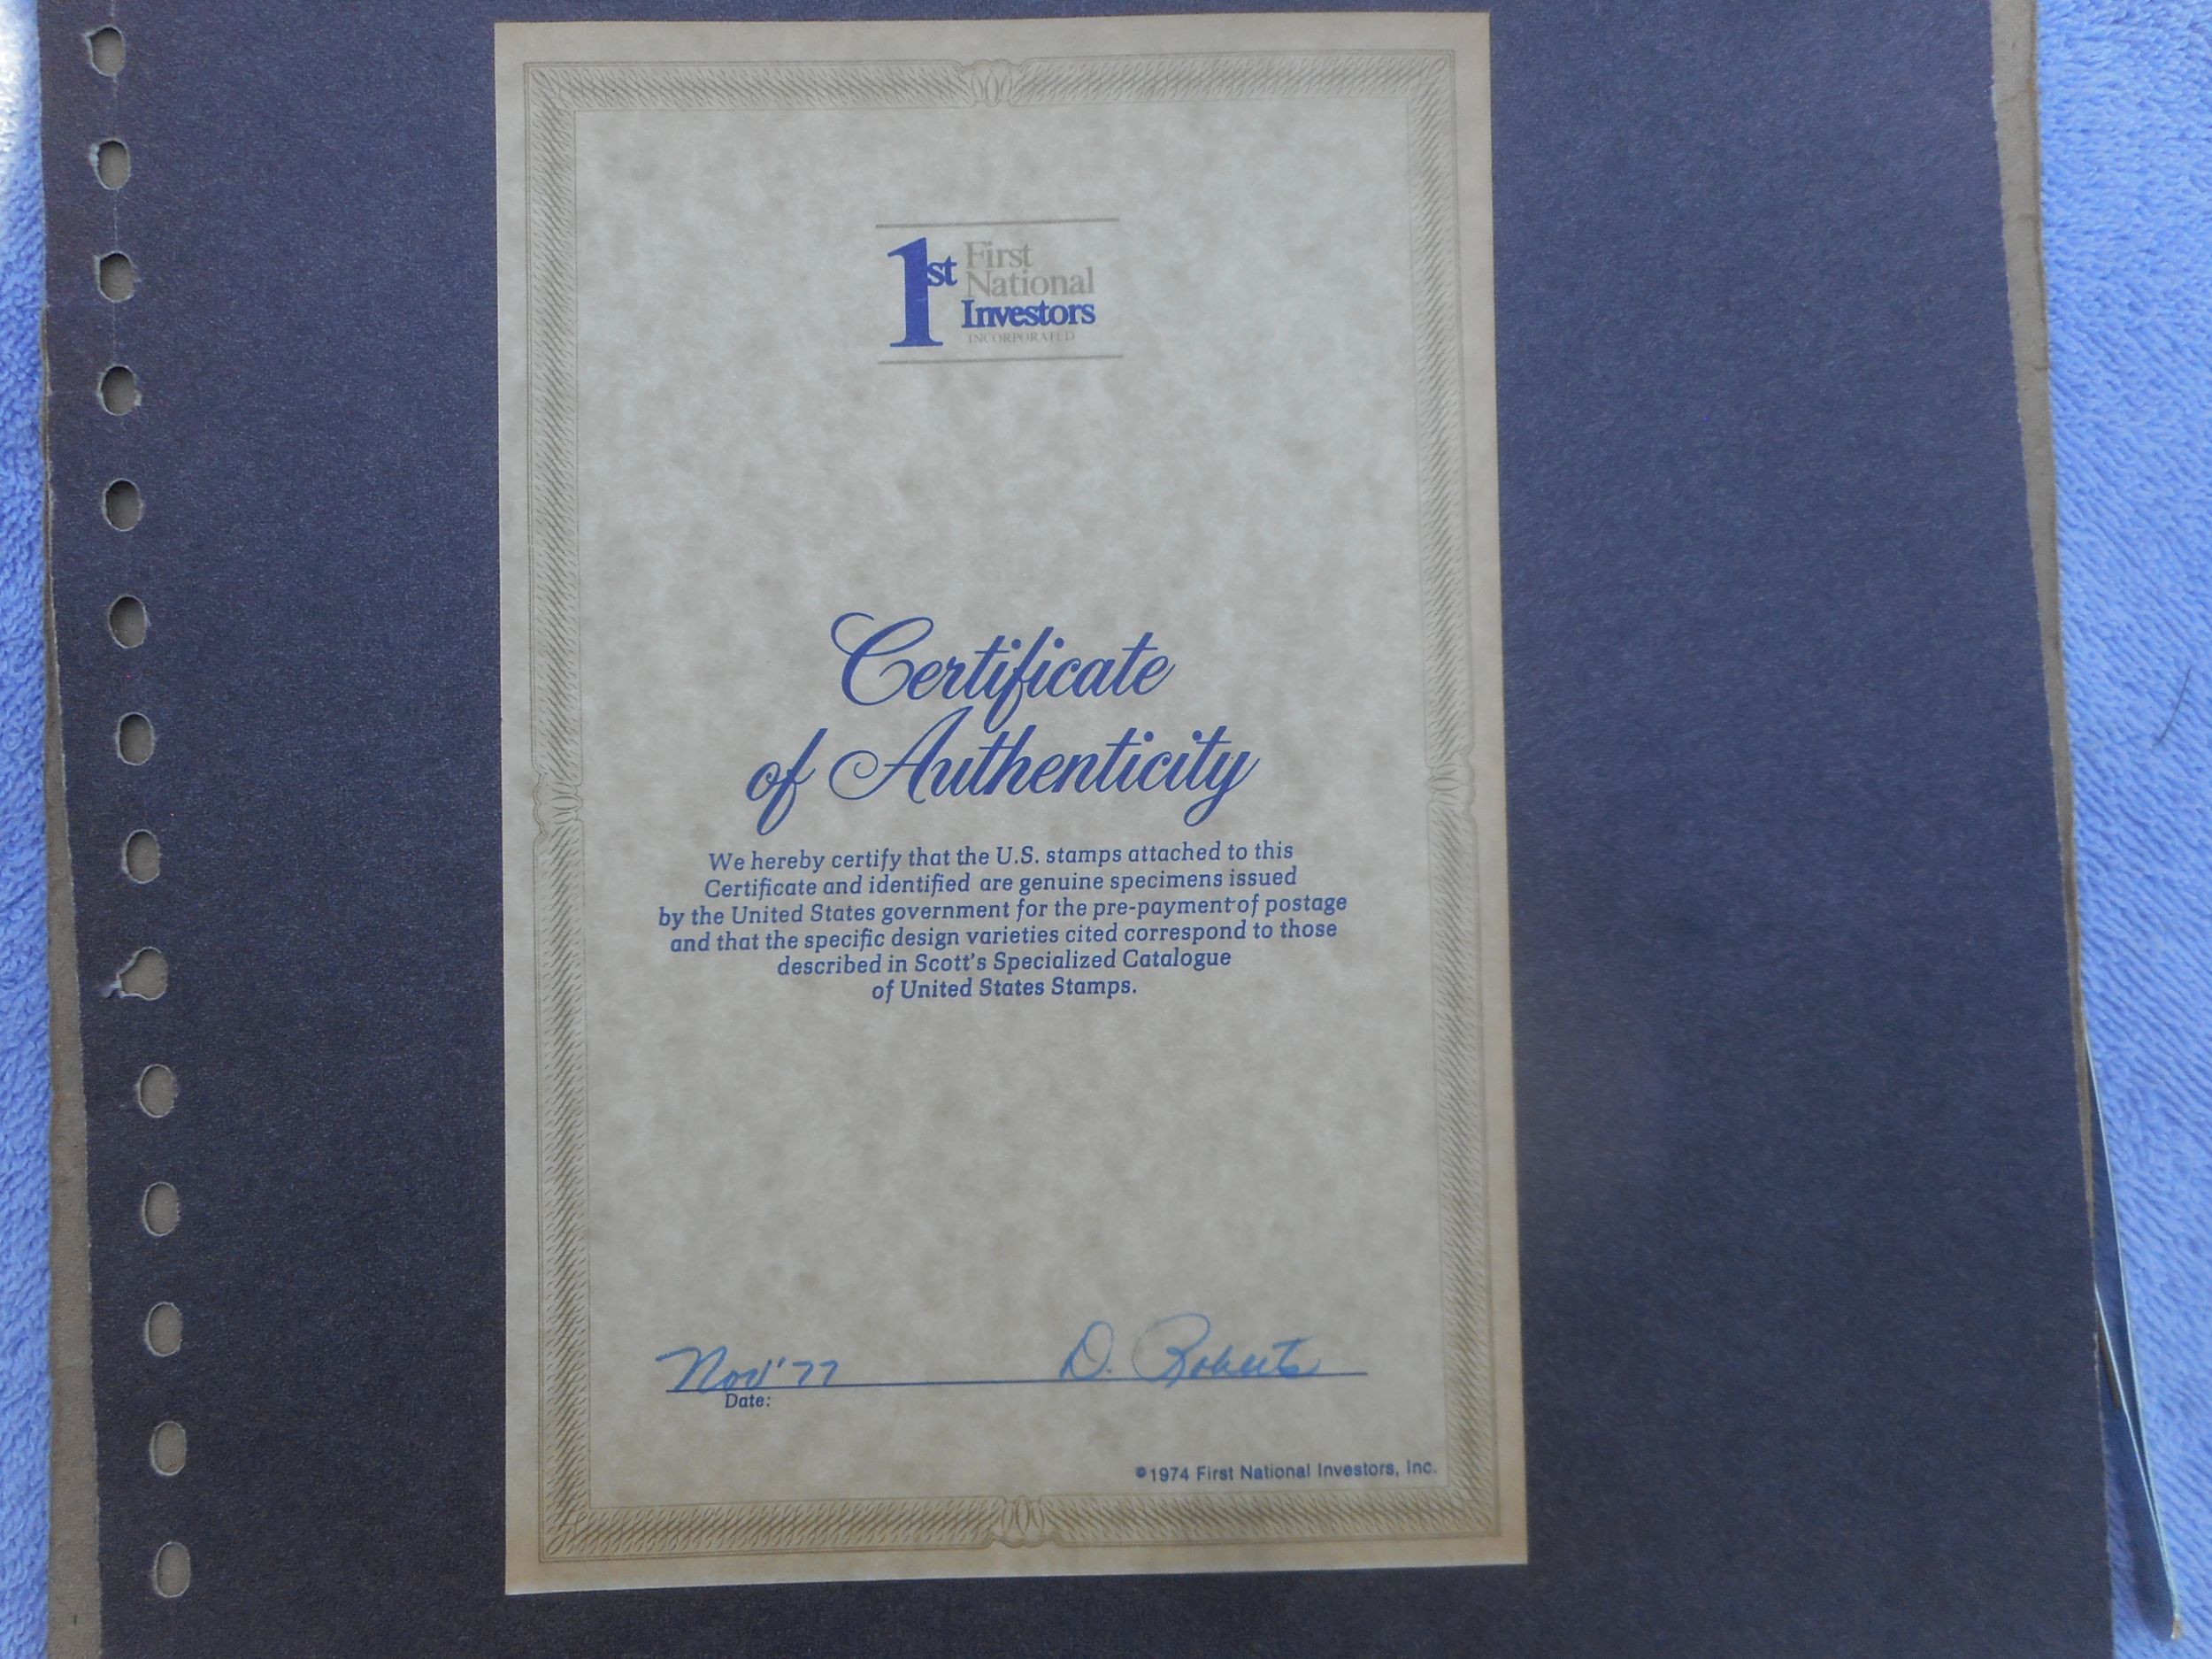 1st First
National
Investors
INCORPORATED
Certificate
of Authenticity
We hereby certify that the U.S. stamps attached to this
Certificate and identified are genuine specimens issued
by the United States government for the pre-payment of postage
and that the specific design varieties cited correspond to those
described in Scott's Specialized Catalogue
of United States Stamps.
Nov '77 D. Roberts
Date:
©1974 First National Investors, Inc.